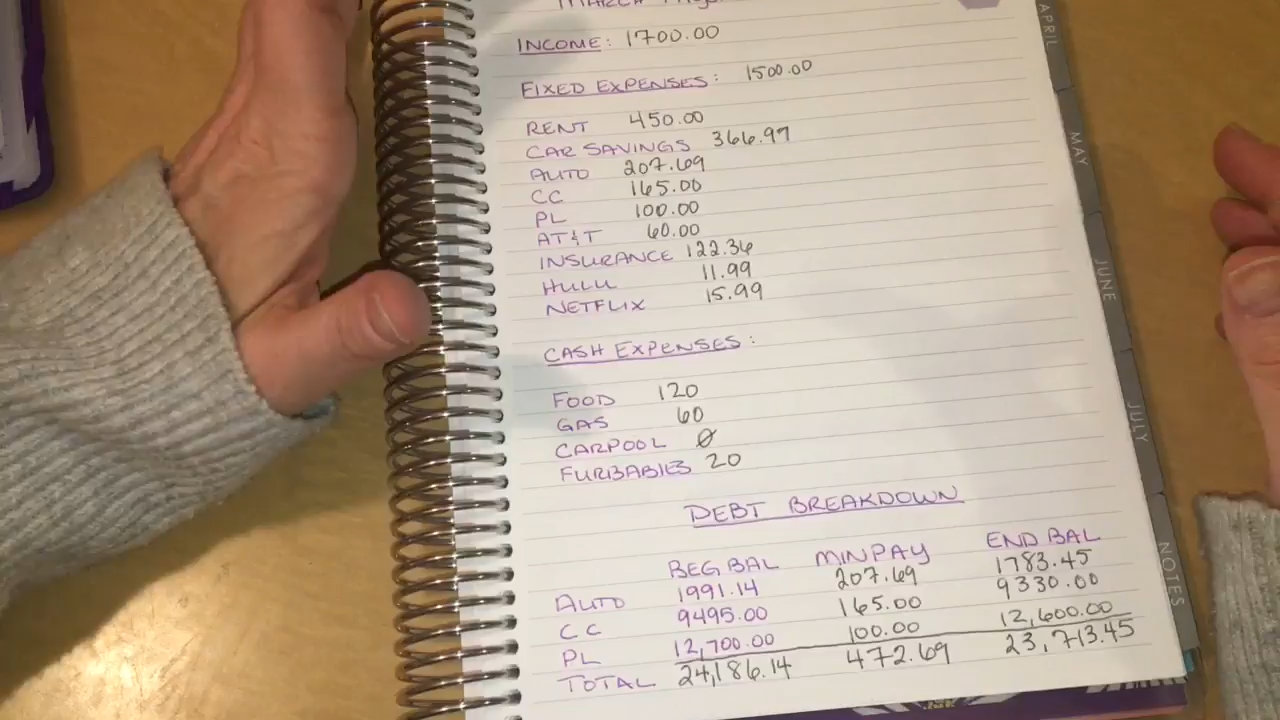 MARCH
INCOME: 1700.00
FIXED EXPENSES: 1500.00
RENT 450.00
CAR SAVINGS 366.97
AUTO 207.69
CC 165.00
PL 100.00
AT&T 60.00
INSURANCE 122.36
HULU 11.99
NETFLIX 15.99
CASH EXPENSES:
FOOD 120
GAS 60
CARPOOL Ø
FURBABIES 20
DEBT BREAKDOWN
BEG BAL MIN PAY END BAL
AUTO 1991.14 207.69 1783.45
CC 9495.00 165.00 9330.00
PL 12,700.00 100.00 12,600.00
TOTAL 24,186.14 472.69 23,713.45
APRIL
MAY
JUNE
JULY
NOTES